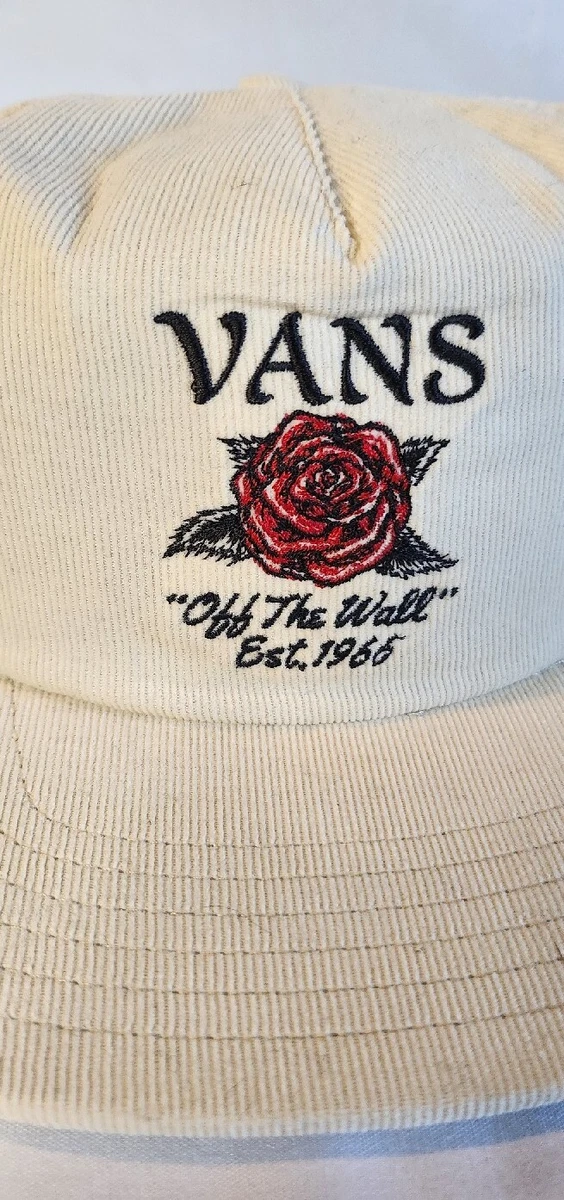 VANS
"Off The Wall"
Est. 1966